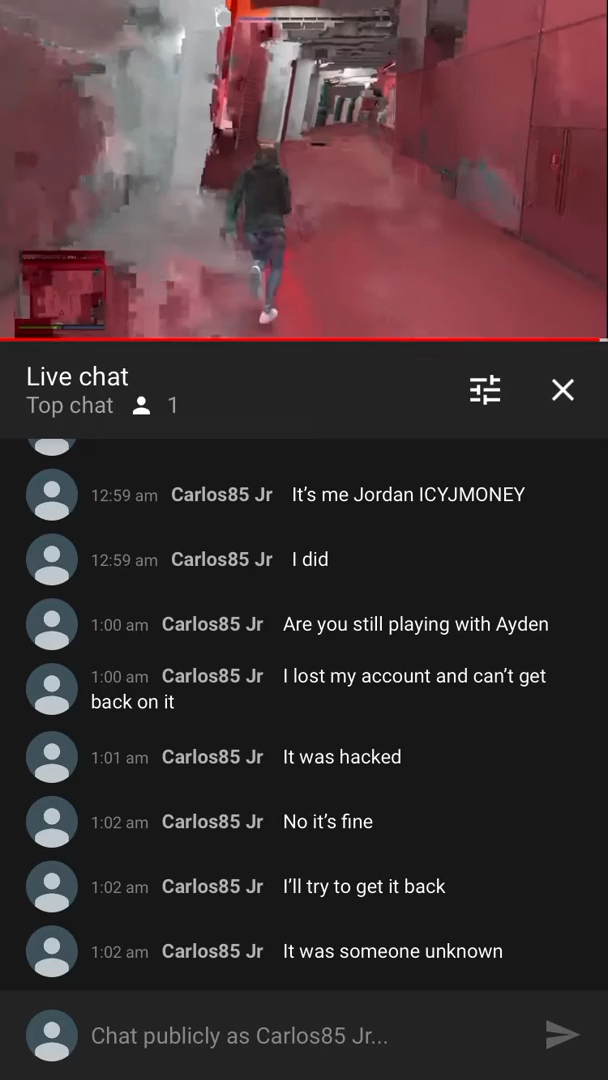 Live chat
Top chat 1
12:59 am Carlos85 Jr It's me Jordan ICYJMONEY
12:59 am Carlos85 Jr I did
1:00 am Carlos85 Jr Are you still playing with Ayden
1:00 am Carlos85 Jr I lost my account and can't get
back on it
1:01 am Carlos85 Jr It was hacked
1:02 am Carlos85 Jr No it's fine
1:02 am Carlos85 Jr I'll try to get it back
1:02 am Carlos85 Jr It was someone unknown
Chat publicly as Carlos85 Jr...